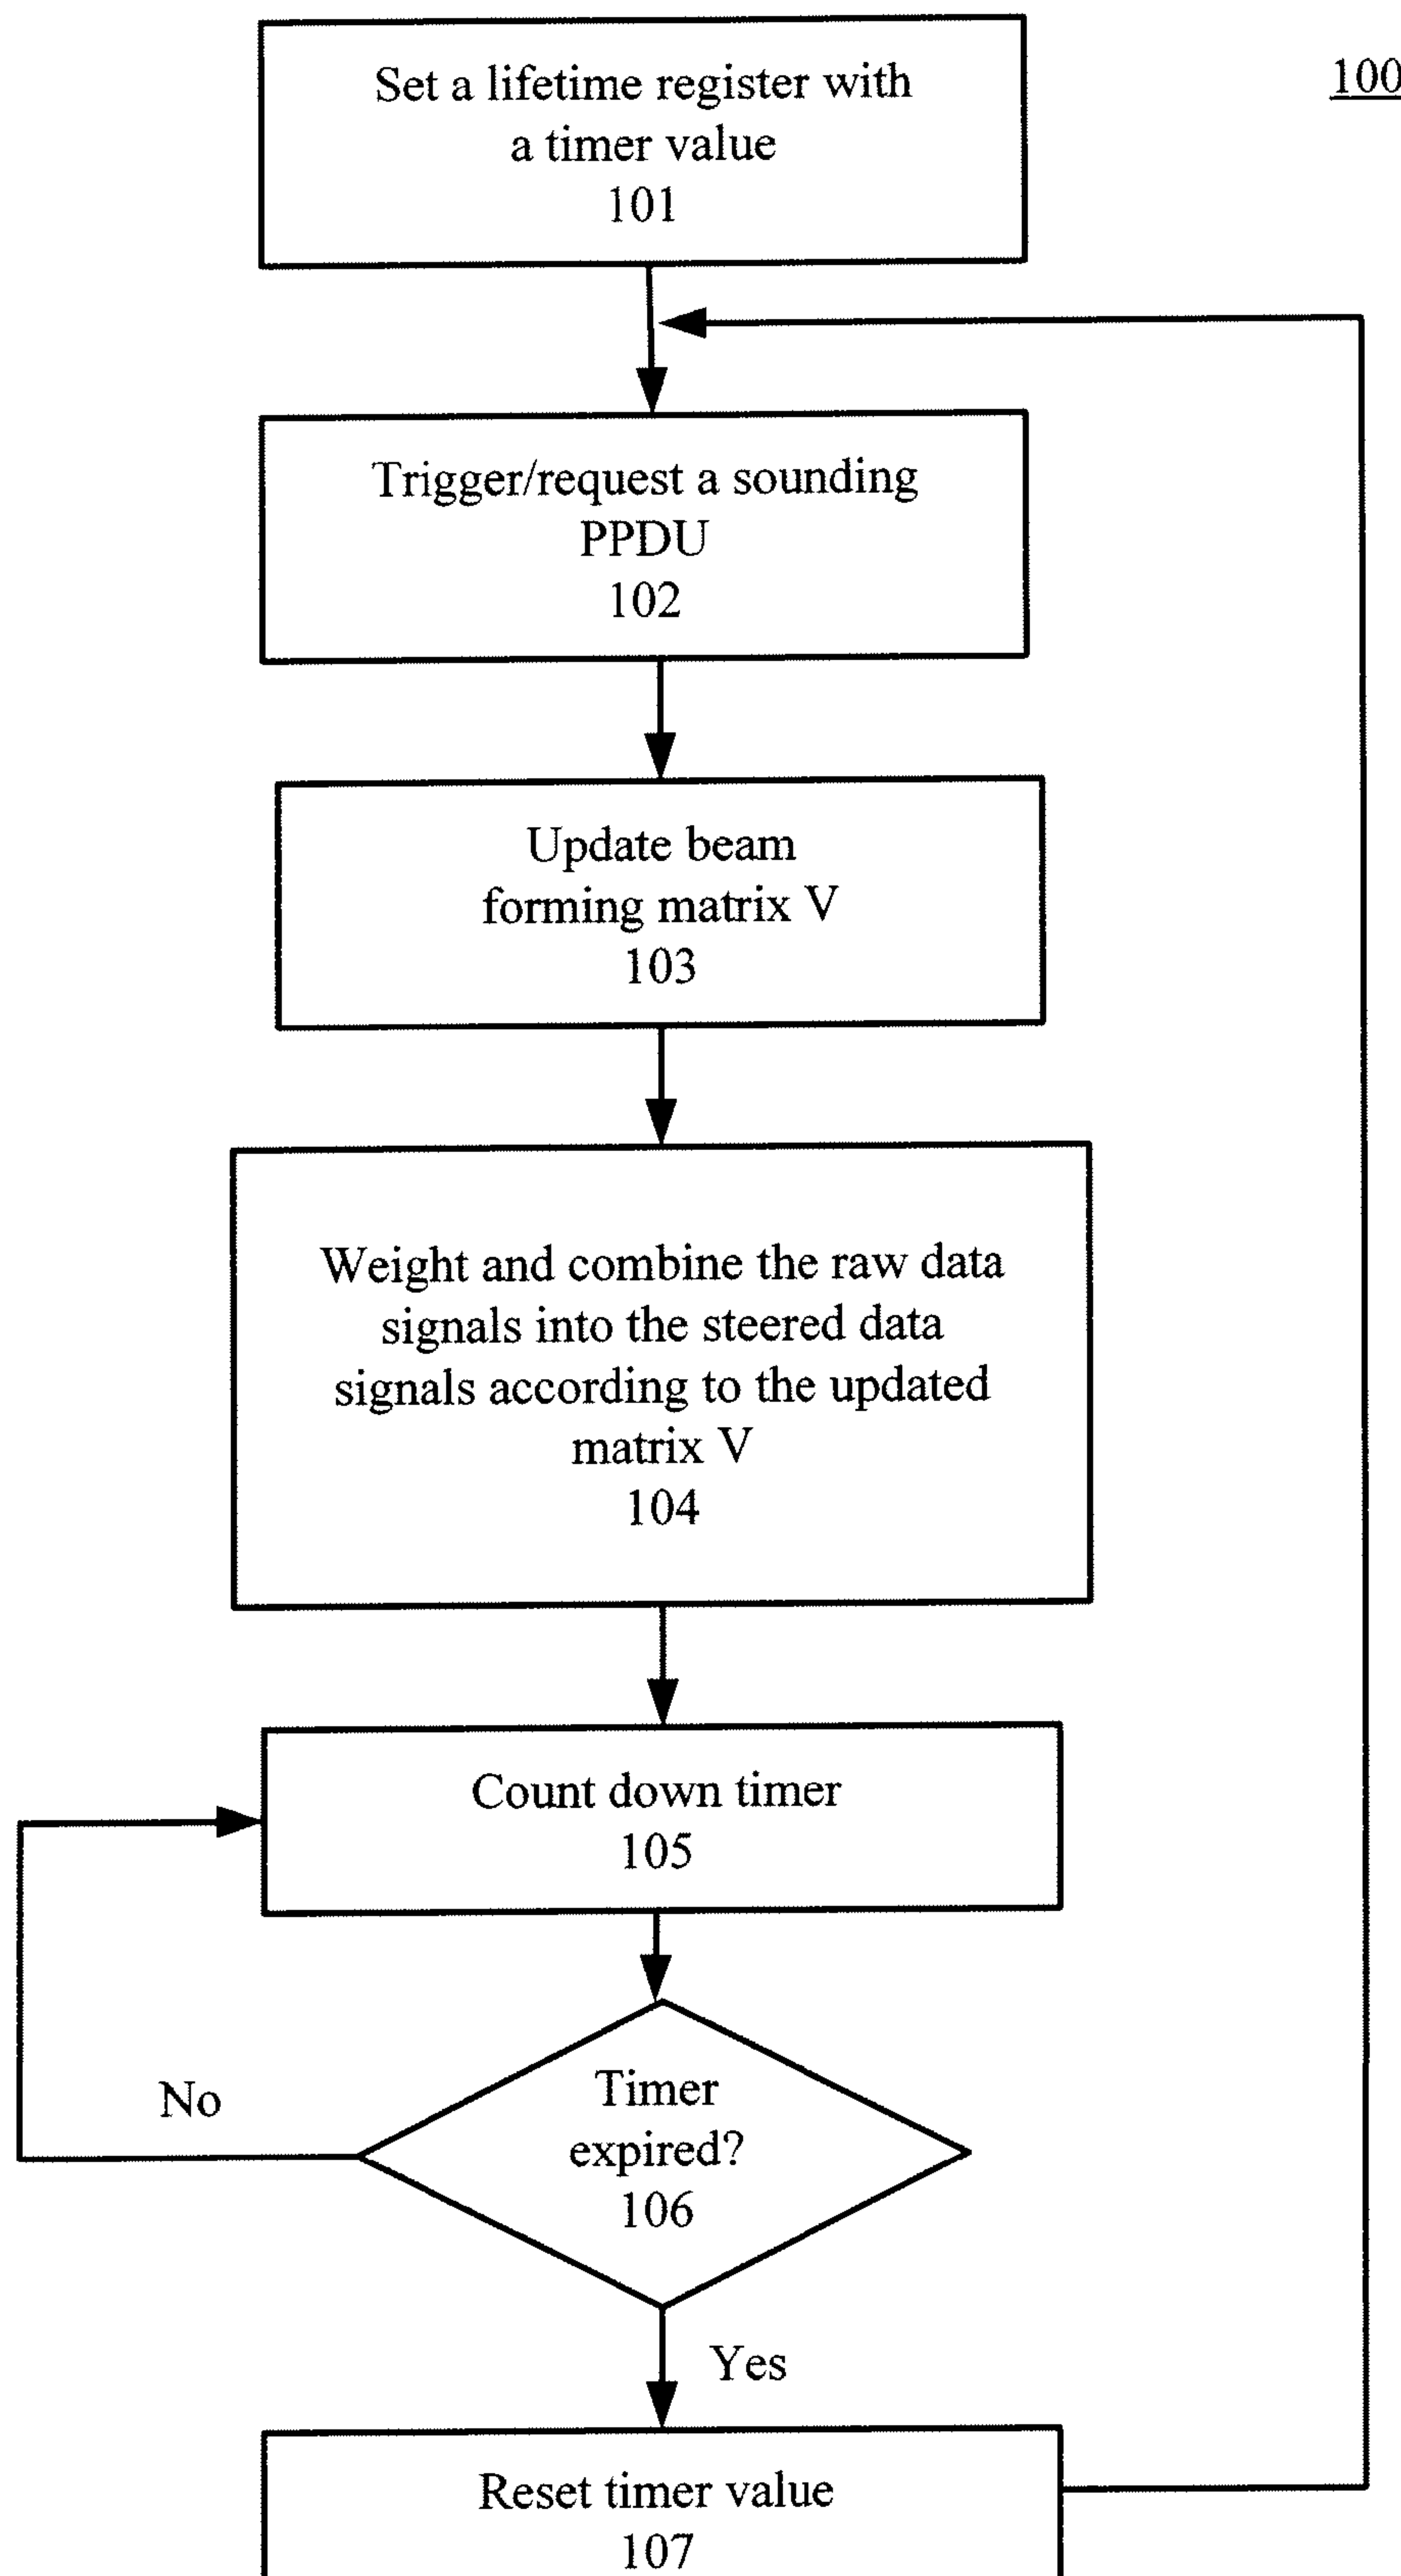 100
Set a lifetime register with
a timer value
101
Trigger/request a sounding
PPDU
102
Update beam
forming matrix V
103
Weight and combine the raw data
signals into the steered data
signals according to the updated
matrix V
104
Count down timer
105
Timer
expired?
106
No
Yes
Reset timer value
107